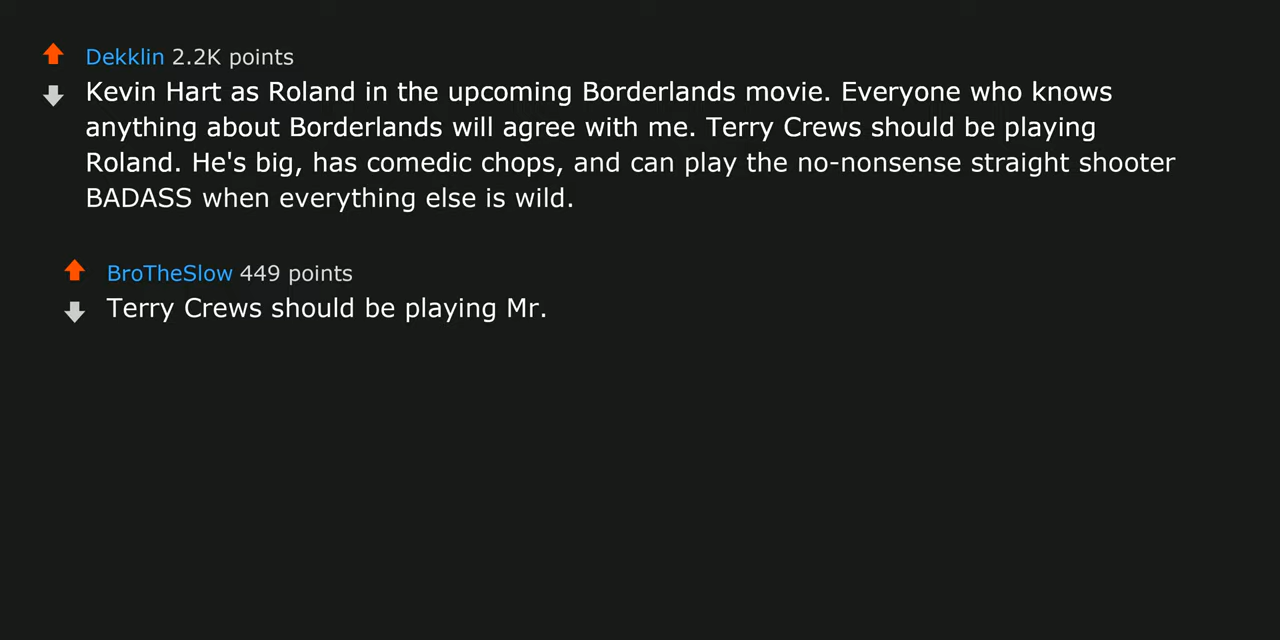 Dekklin 2.2K points
Kevin Hart as Roland in the upcoming Borderlands movie. Everyone who knows
anything about Borderlands will agree with me. Terry Crews should be playing
Roland. He's big, has comedic chops, and can play the no-nonsense straight shooter
BADASS when everything else is wild.
BroTheSlow 449 points
Terry Crews should be playing Mr.